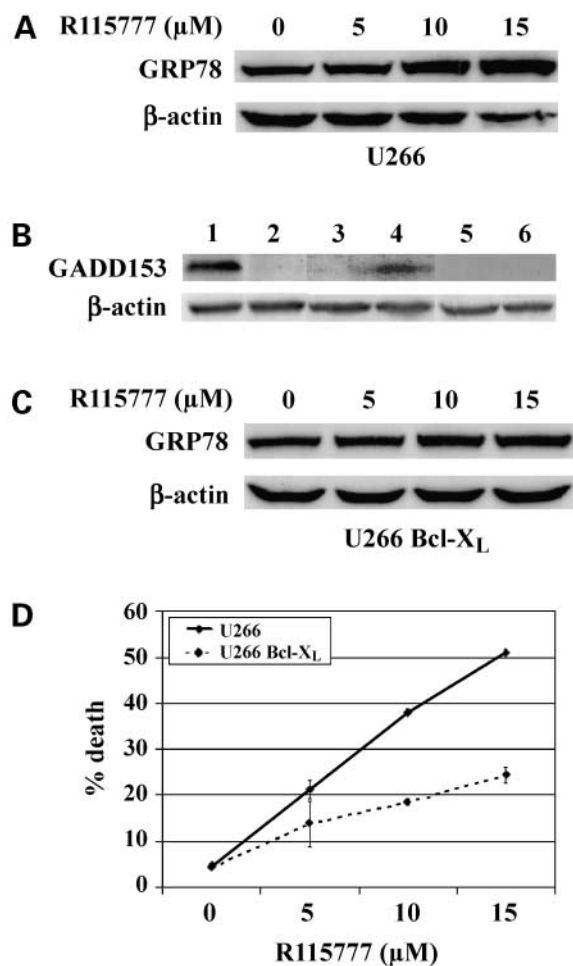 A
R115777 (µM) 0 5 10 15
GRP78
β-actin
U266
B
1 2 3 4 5 6
GADD153
β-actin
C
R115777 (µM) 0 5 10 15
GRP78
β-actin
U266 Bcl-XL
D
60
50
40
30
20
10
0
% death
U266
U266 Bcl-XL
0 5 10 15
R115777 (µM)